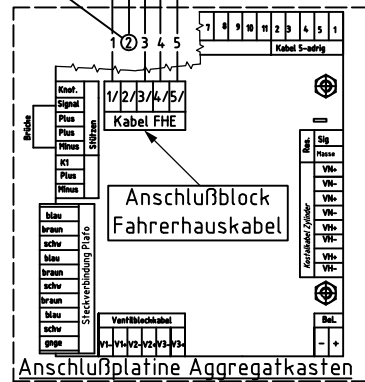 7 8 9 10 11 2 3 4 5 1
Kabel 5-adrig
1 2 3 4 5
1/ 2/ 3/ 4/ 5/
Kabel FHE
Brücke
Knot.
Signal
Plus
Plus
Minus
K1
Plus
Minus
Stützen
Anschlußblock
Fahrerhauskabel
Res.
Sig
Masse
VN+
VN-
VN+
VN-
VN+
VH-
VH+
VH-
Kostalkabel Zylinder
blau
braun
schw
blau
braun
schw
braun
blau
schw
gnge
Steckverbindung Plafo
Ventilblockkabel
V1- V1+ V2- V2+ V3- V3+
Bel.
- +
Anschlußplatine Aggregatkasten